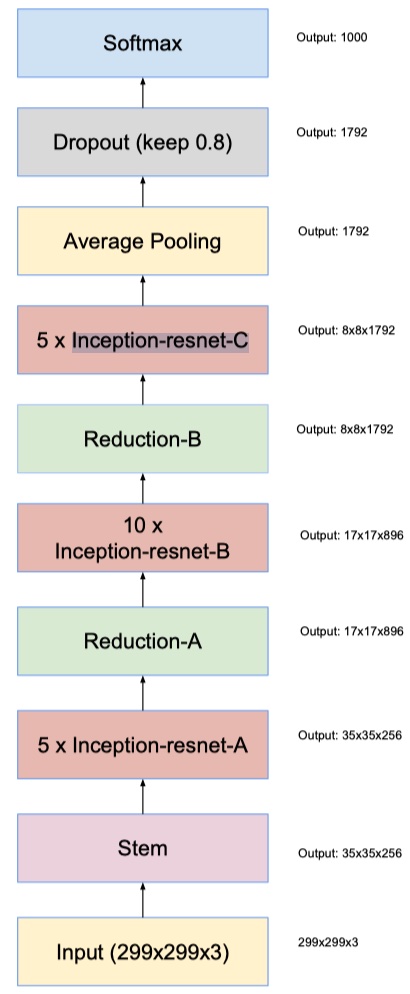 Softmax
Output: 1000
Dropout (keep 0.8)
Output: 1792
Average Pooling
Output: 1792
5 x Inception-resnet-C
Output: 8x8x1792
Reduction-B
Output: 8x8x1792
10 x
Inception-resnet-B
Output: 17x17x896
Reduction-A
Output: 17x17x896
5 x Inception-resnet-A
Output: 35x35x256
Stem
Output: 35x35x256
Input (299x299x3)
299x299x3